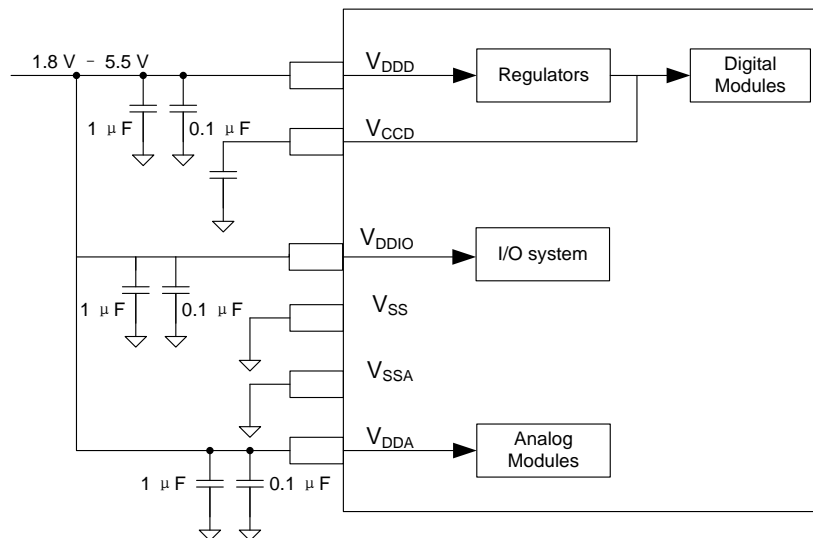 1.8 V – 5.5 V
VDDD
Regulators
Digital
Modules
1 μF
0.1 μF
VCCD
VDDIO
I/O system
1 μF
0.1 μF
VSS
VSSA
VDDA
Analog
Modules
1 μF
0.1 μF